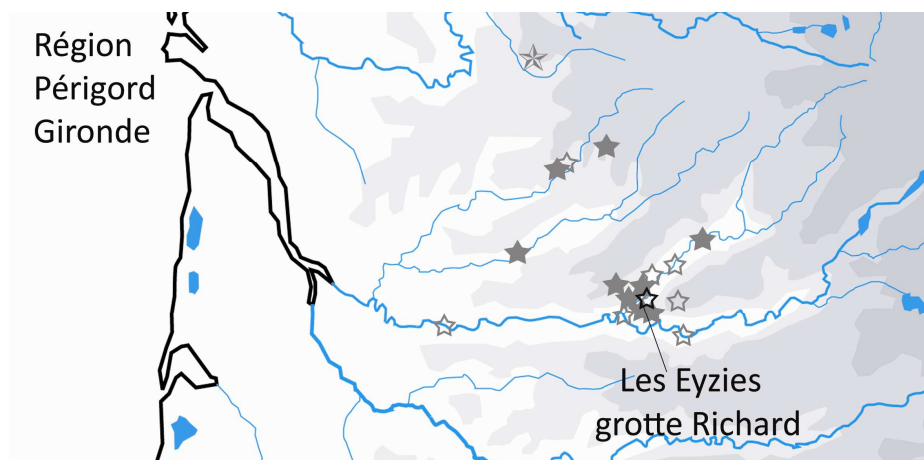 Région
Périgord
Gironde
Les Eyzies
grotte Richard